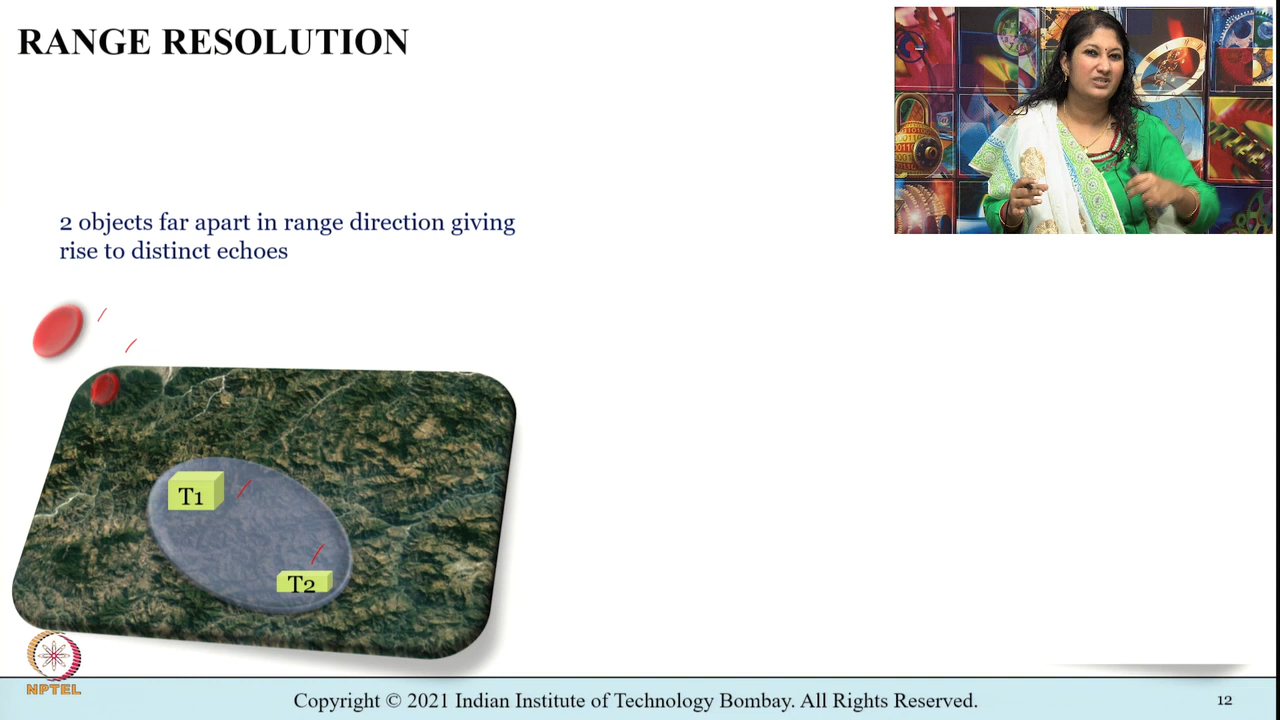 RANGE RESOLUTION
2 objects far apart in range direction giving
rise to distinct echoes
T1
T2
NPTEL
Copyright © 2021 Indian Institute of Technology Bombay. All Rights Reserved.
12